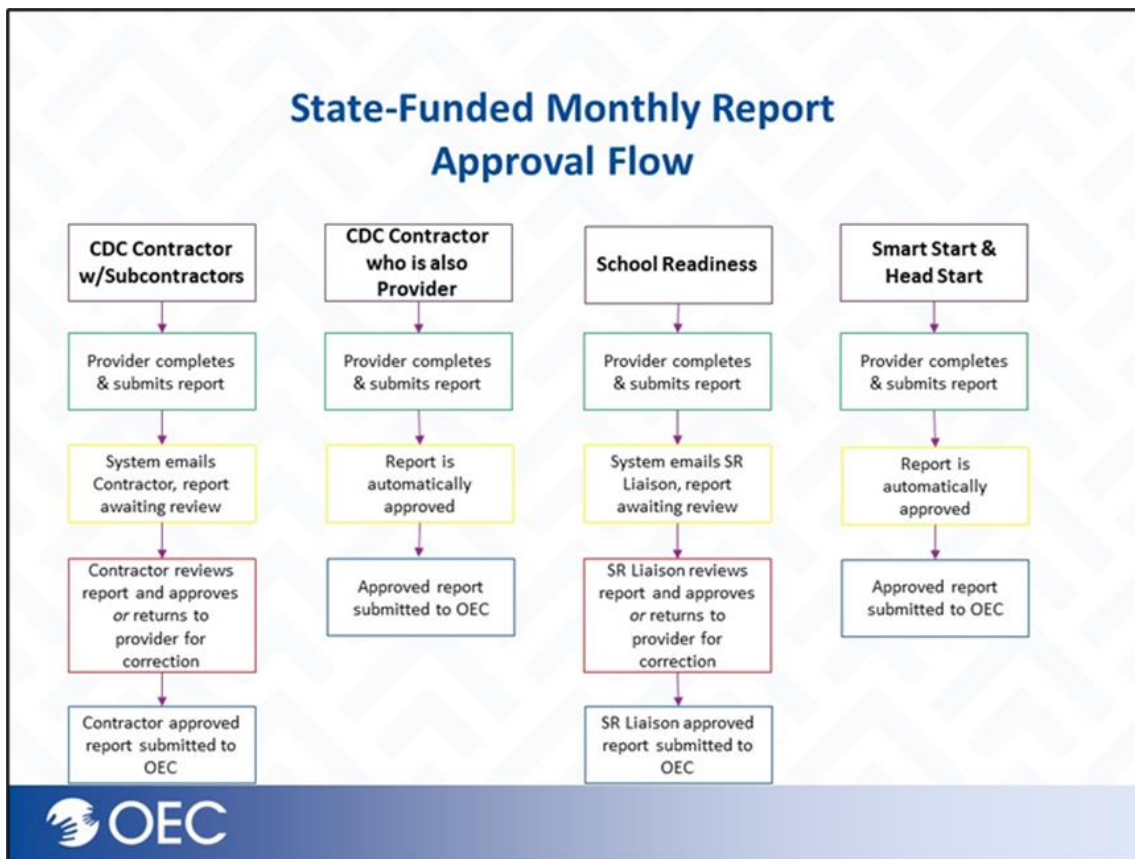 State-Funded Monthly Report
Approval Flow
CDC Contractor
w/Subcontractors
Provider completes
& submits report
System emails
Contractor, report
awaiting review
Contractor reviews
report and approves
or returns to
provider for
correction
Contractor approved
report submitted to
OEC
CDC Contractor
who is also
Provider
Provider completes
& submits report
Report is
automatically
approved
Approved report
submitted to OEC
School Readiness
Provider completes
& submits report
System emails SR
Liaison, report
awaiting review
SR Liaison reviews
report and approves
or returns to
provider for
correction
SR Liaison approved
report submitted to
OEC
Smart Start &
Head Start
Provider completes
& submits report
Report is
automatically
approved
Approved report
submitted to OEC
OEC